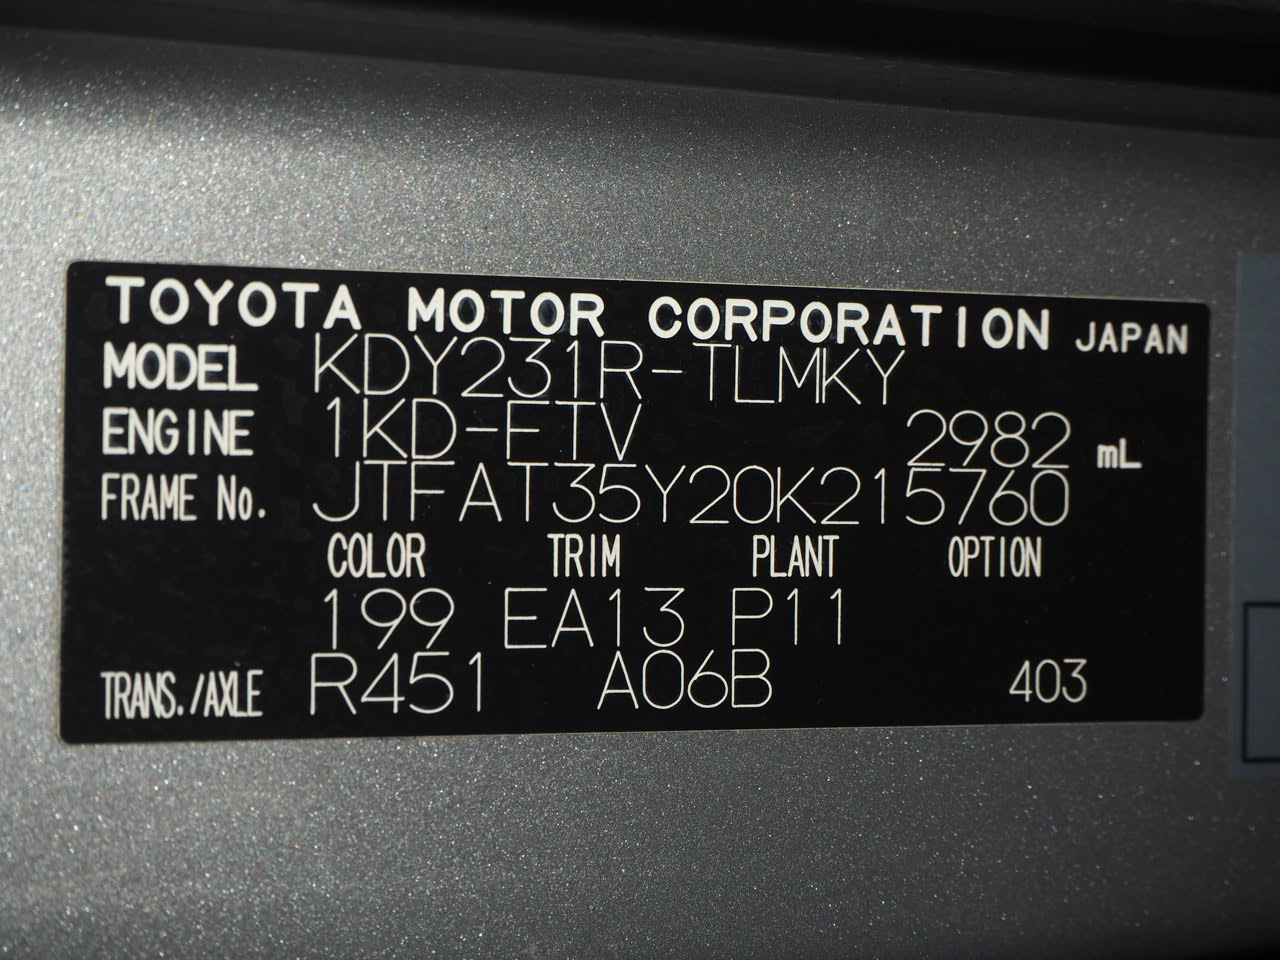 TOYOTA MOTOR CORPORATION JAPAN
MODEL KDY231R-TLMKY
ENGINE 1KD-FTV 2982 mL
FRAME No. JTFAT35Y20K215760
COLOR TRIM PLANT OPTION
199 EA13 P11
TRANS./AXLE R451 A06B 403